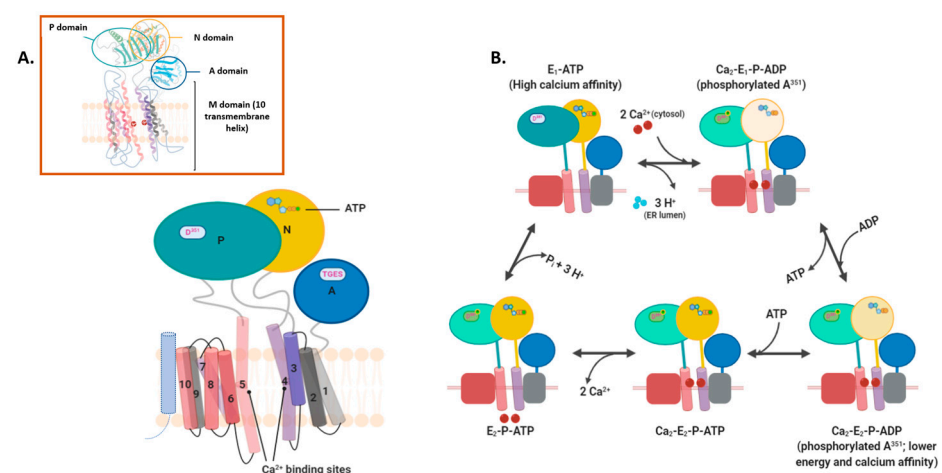 A.
P domain
N domain
A domain
M domain (10
transmembrane
helix)
ATP
D³⁵¹
P
N
TGES
A
10
9
7
8
6
5
4
3
2
1
Ca²⁺ binding sites
B.
E₁-ATP
(High calcium affinity)
Ca₂-E₁-P-ADP
(phosphorylated A³⁵¹)
D³⁵¹
2 Ca²⁺ (cytosol)
3 H⁺
(ER lumen)
Pᵢ + 3 H⁺
ATP
ADP
ATP
2 Ca²⁺
E₂-P-ATP
Ca₂-E₂-P-ATP
Ca₂-E₂-P-ADP
(phosphorylated A³⁵¹; lower
energy and calcium affinity)